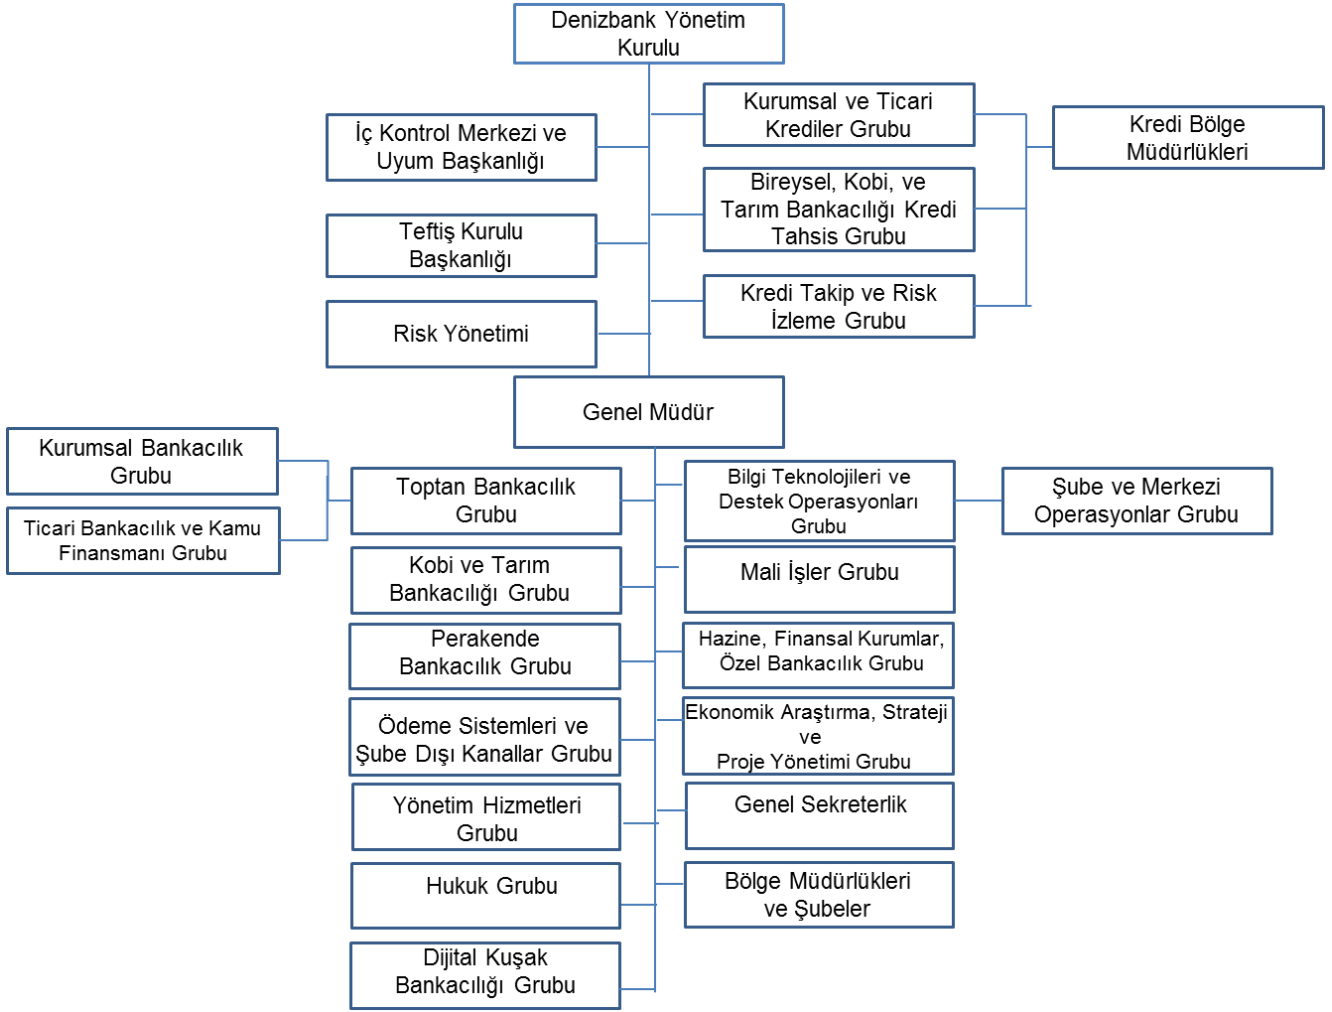 Denizbank Yönetim
Kurulu
Kurumsal ve Ticari
Krediler Grubu
Kredi Bölge
Müdürlükleri
İç Kontrol Merkezi ve
Uyum Başkanlığı
Bireysel, Kobi, ve
Tarım Bankacılığı Kredi
Tahsis Grubu
Teftiş Kurulu
Başkanlığı
Kredi Takip ve Risk
İzleme Grubu
Risk Yönetimi
Genel Müdür
Kurumsal Bankacılık
Grubu
Toptan Bankacılık
Grubu
Bilgi Teknolojileri ve
Destek Operasyonları
Grubu
Şube ve Merkezi
Operasyonlar Grubu
Ticari Bankacılık ve Kamu
Finansmanı Grubu
Kobi ve Tarım
Bankacılığı Grubu
Mali İşler Grubu
Perakende
Bankacılık Grubu
Hazine, Finansal Kurumlar,
Özel Bankacılık Grubu
Ödeme Sistemleri ve
Şube Dışı Kanallar Grubu
Ekonomik Araştırma, Strateji
ve
Proje Yönetimi Grubu
Yönetim Hizmetleri
Grubu
Genel Sekreterlik
Hukuk Grubu
Bölge Müdürlükleri
ve Şubeler
Dijital Kuşak
Bankacılığı Grubu